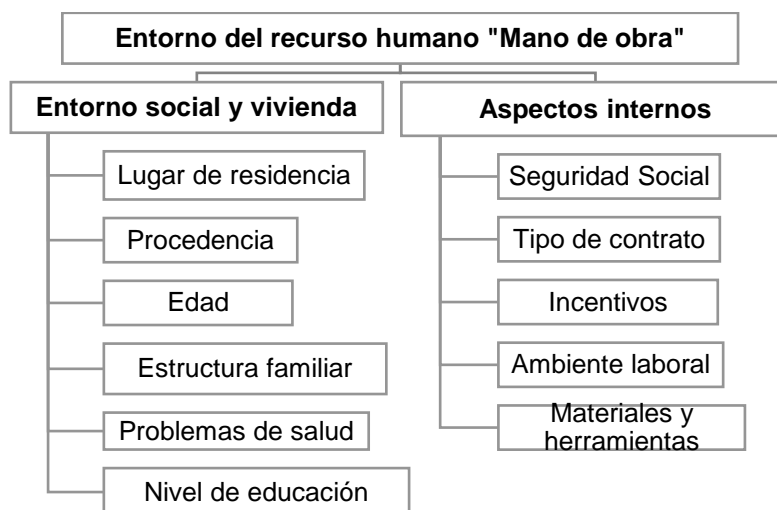 Entorno del recurso humano "Mano de obra"
Entorno social y vivienda
Lugar de residencia
Procedencia
Edad
Estructura familiar
Problemas de salud
Nivel de educación
Aspectos internos
Seguridad Social
Tipo de contrato
Incentivos
Ambiente laboral
Materiales y
herramientas